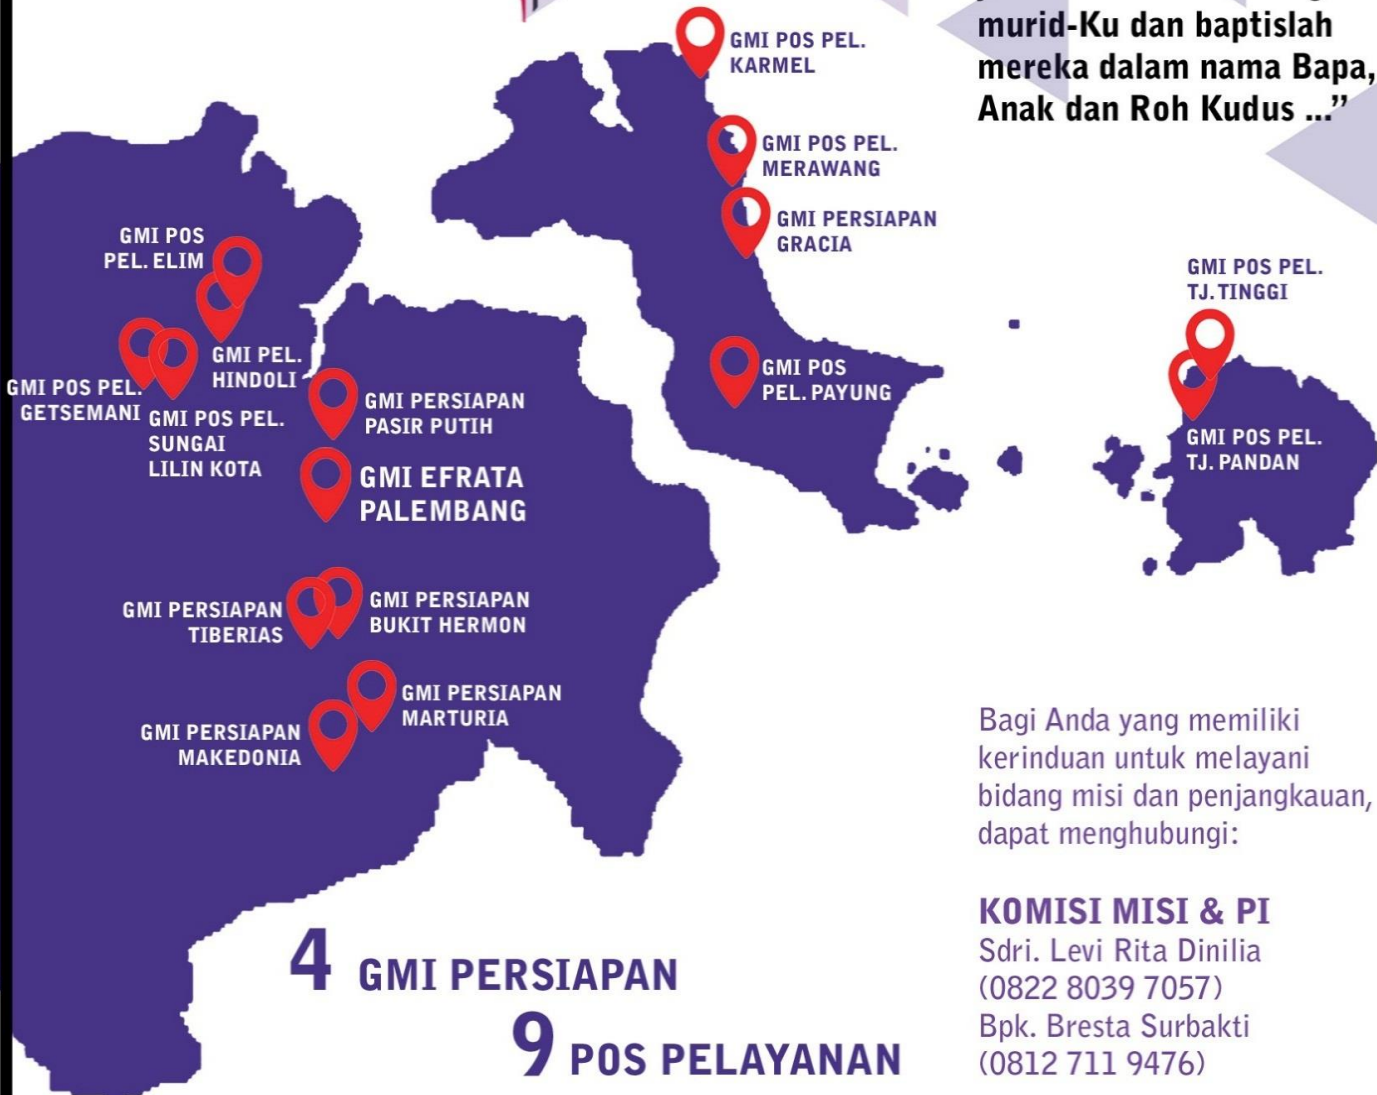 murid-Ku dan baptislah
mereka dalam nama Bapa,
Anak dan Roh Kudus ...”
GMI POS PEL.
KARMEL
GMI POS PEL.
MERAWANG
GMI PERSIAPAN
GRACIA
GMI POS
PEL. ELIM
GMI POS PEL.
TJ. TINGGI
GMI PEL.
HINDOLI
GMI POS
PEL. PAYUNG
GMI POS PEL.
GETSEMANI
GMI POS PEL.
SUNGAI
LILIN KOTA
GMI PERSIAPAN
PASIR PUTIH
GMI POS PEL.
TJ. PANDAN
GMI EFRATA
PALEMBANG
GMI PERSIAPAN
TIBERIAS
GMI PERSIAPAN
BUKIT HERMON
GMI PERSIAPAN
MARTURIA
GMI PERSIAPAN
MAKEDONIA
Bagi Anda yang memiliki
kerinduan untuk melayani
bidang misi dan penjangkauan,
dapat menghubungi:
KOMISI MISI & PI
Sdri. Levi Rita Dinilia
(0822 8039 7057)
Bpk. Bresta Surbakti
(0812 711 9476)
4 GMI PERSIAPAN
9 POS PELAYANAN